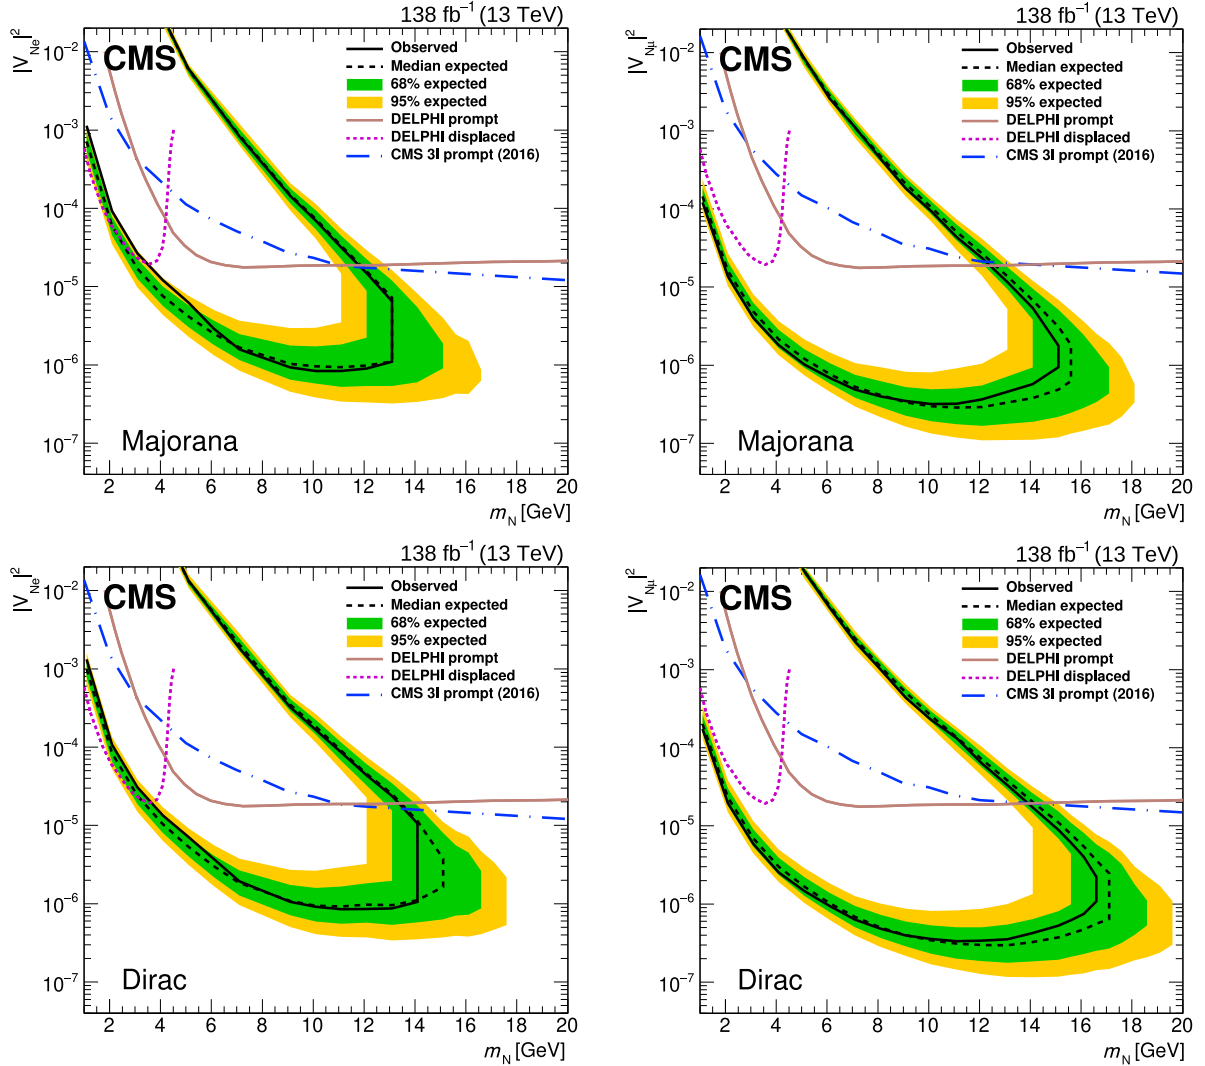 138 fb⁻¹ (13 TeV)
|V_Ne|²
CMS
Observed
Median expected
68% expected
95% expected
DELPHI prompt
DELPHI displaced
CMS 3l prompt (2016)
10⁻²
10⁻³
10⁻⁴
10⁻⁵
10⁻⁶
10⁻⁷
Majorana
2 4 6 8 10 12 14 16 18 20
m_N [GeV]
138 fb⁻¹ (13 TeV)
|V_Nμ|²
CMS
Observed
Median expected
68% expected
95% expected
DELPHI prompt
DELPHI displaced
CMS 3l prompt (2016)
10⁻²
10⁻³
10⁻⁴
10⁻⁵
10⁻⁶
10⁻⁷
Majorana
2 4 6 8 10 12 14 16 18 20
m_N [GeV]
138 fb⁻¹ (13 TeV)
|V_Ne|²
CMS
Observed
Median expected
68% expected
95% expected
DELPHI prompt
DELPHI displaced
CMS 3l prompt (2016)
10⁻²
10⁻³
10⁻⁴
10⁻⁵
10⁻⁶
10⁻⁷
Dirac
2 4 6 8 10 12 14 16 18 20
m_N [GeV]
138 fb⁻¹ (13 TeV)
|V_Nμ|²
CMS
Observed
Median expected
68% expected
95% expected
DELPHI prompt
DELPHI displaced
CMS 3l prompt (2016)
10⁻²
10⁻³
10⁻⁴
10⁻⁵
10⁻⁶
10⁻⁷
Dirac
2 4 6 8 10 12 14 16 18 20
m_N [GeV]